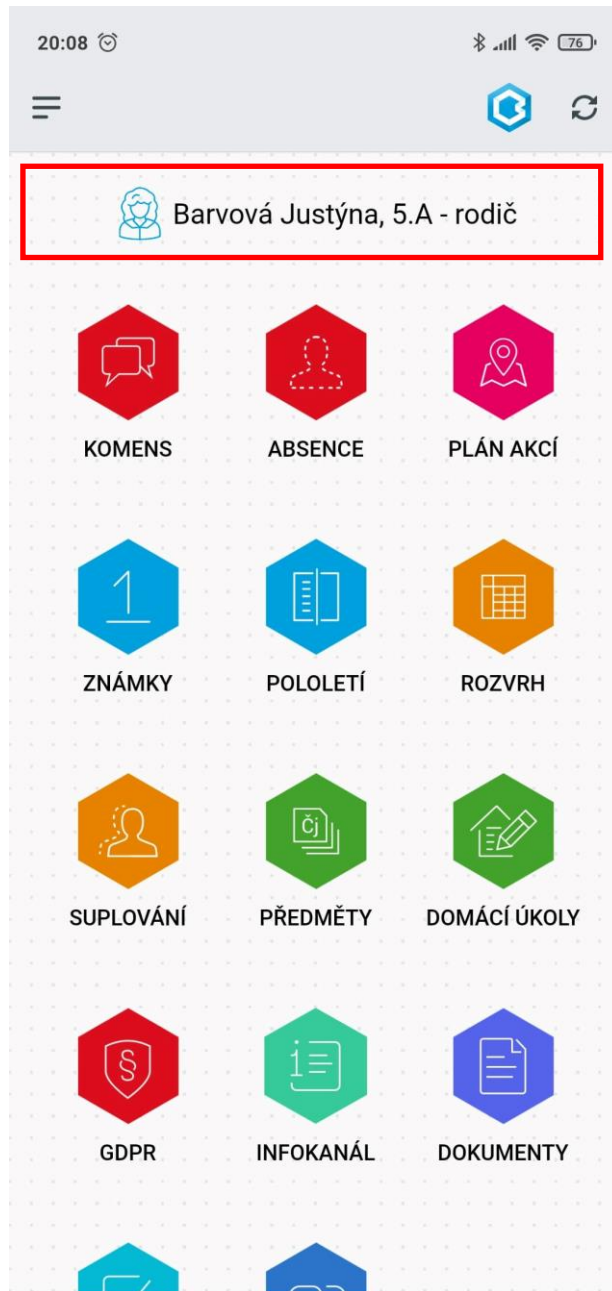 20:08 76
Barvová Justýna, 5.A - rodič
KOMENS ABSENCE PLÁN AKCÍ
1
ZNÁMKY POLOLETÍ ROZVRH
Čj
SUPLOVÁNÍ PŘEDMĚTY DOMÁCÍ ÚKOLY
§ i
GDPR INFOKANÁL DOKUMENTY